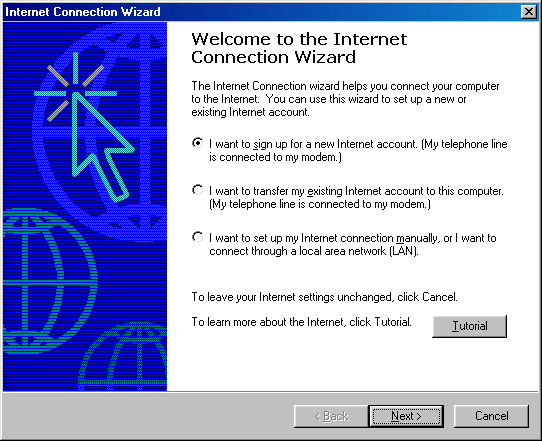 Internet Connection Wizard
Welcome to the Internet
Connection Wizard
The Internet Connection wizard helps you connect your computer
to the Internet. You can use this wizard to set up a new or
existing Internet account.
I want to sign up for a new Internet account. (My telephone line
is connected to my modem.)
I want to transfer my existing Internet account to this computer.
(My telephone line is connected to my modem.)
I want to set up my Internet connection manually, or I want to
connect through a local area network (LAN).
To leave your Internet settings unchanged, click Cancel.
To learn more about the Internet, click Tutorial.
Tutorial
< Back
Next >
Cancel